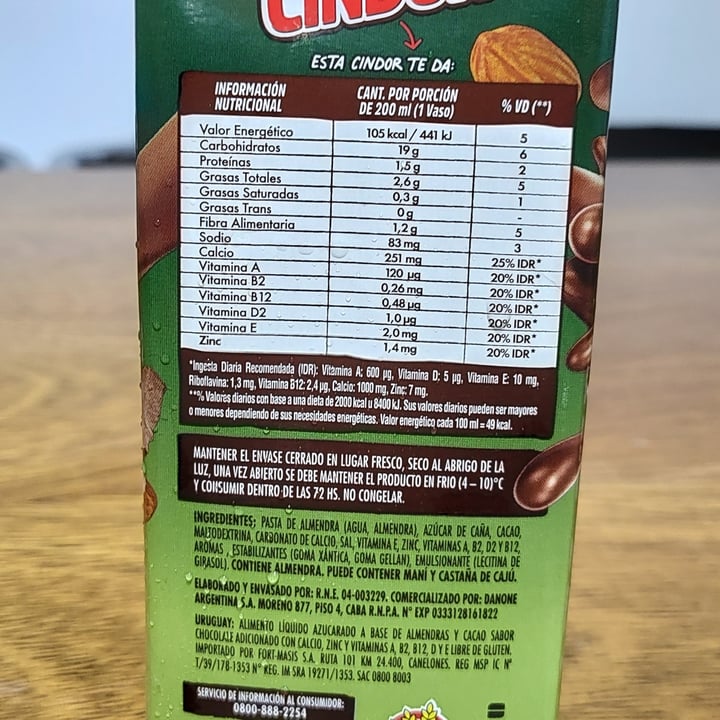 CINDOR
ESTA CINDOR TE DA:
INFORMACIÓN NUTRICIONAL CANT. POR PORCIÓN DE 200 ml (1 Vaso) % VD (**)
Valor Energético 105 kcal / 441 kJ 5
Carbohidratos 19 g 6
Proteínas 1,5 g 2
Grasas Totales 2,6 g 5
Grasas Saturadas 0,3 g 1
Grasas Trans 0 g -
Fibra Alimentaria 1,2 g 5
Sodio 83 mg 3
Calcio 251 mg 25% IDR*
Vitamina A 120 µg 20% IDR*
Vitamina B2 0,26 mg 20% IDR*
Vitamina B12 0,48 µg 20% IDR*
Vitamina D2 1,0 µg 20% IDR*
Vitamina E 2,0 mg 20% IDR*
Zinc 1,4 mg 20% IDR*
*Ingesta Diaria Recomendada (IDR): Vitamina A: 600 µg, Vitamina D: 5 µg, Vitamina E: 10 mg,
Riboflavina: 1,3 mg, Vitamina B12: 2,4 µg, Calcio: 1000 mg, Zinc: 7 mg.
**% Valores diarios con base a una dieta de 2000 kcal u 8400 kJ. Sus valores diarios pueden ser mayores
o menores dependiendo de sus necesidades energéticas. Valor energético cada 100 ml = 49 kcal.
MANTENER EL ENVASE CERRADO EN LUGAR FRESCO, SECO AL ABRIGO DE LA
LUZ, UNA VEZ ABIERTO SE DEBE MANTENER EL PRODUCTO EN FRIO (4 – 10)°C
Y CONSUMIR DENTRO DE LAS 72 HS. NO CONGELAR.
INGREDIENTES: PASTA DE ALMENDRA (AGUA, ALMENDRA), AZÚCAR DE CAÑA, CACAO,
MALTODEXTRINA, CARBONATO DE CALCIO, SAL, VITAMINA E, ZINC, VITAMINAS A, B2, D2 Y B12,
AROMAS, ESTABILIZANTES (GOMA XÁNTICA, GOMA GELLAN), EMULSIONANTE (LECITINA DE
GIRASOL). CONTIENE ALMENDRA. PUEDE CONTENER MANÍ Y CASTAÑA DE CAJÚ.
ELABORADO Y ENVASADO POR: R.N.E. 04-003229. COMERCIALIZADO POR: DANONE
ARGENTINA S.A. MORENO 877, PISO 4, CABA R.N.P.A. N° EXP 0333128161822
URUGUAY: ALIMENTO LÍQUIDO AZUCARADO A BASE DE ALMENDRAS Y CACAO SABOR
CHOCOLATE ADICIONADO CON CALCIO, ZINC Y VITAMINAS A, B2, B12, D Y E LIBRE DE GLUTEN.
IMPORTADO POR FORT-MASIS S.A. RUTA 101 KM 24.400, CANELONES. REG MSP IC N°
T/39/178-1353 N° REG. IM SRA 19271/1353. SAC 0800 8003
SERVICIO DE INFORMACIÓN AL CONSUMIDOR:
0800-888-2254